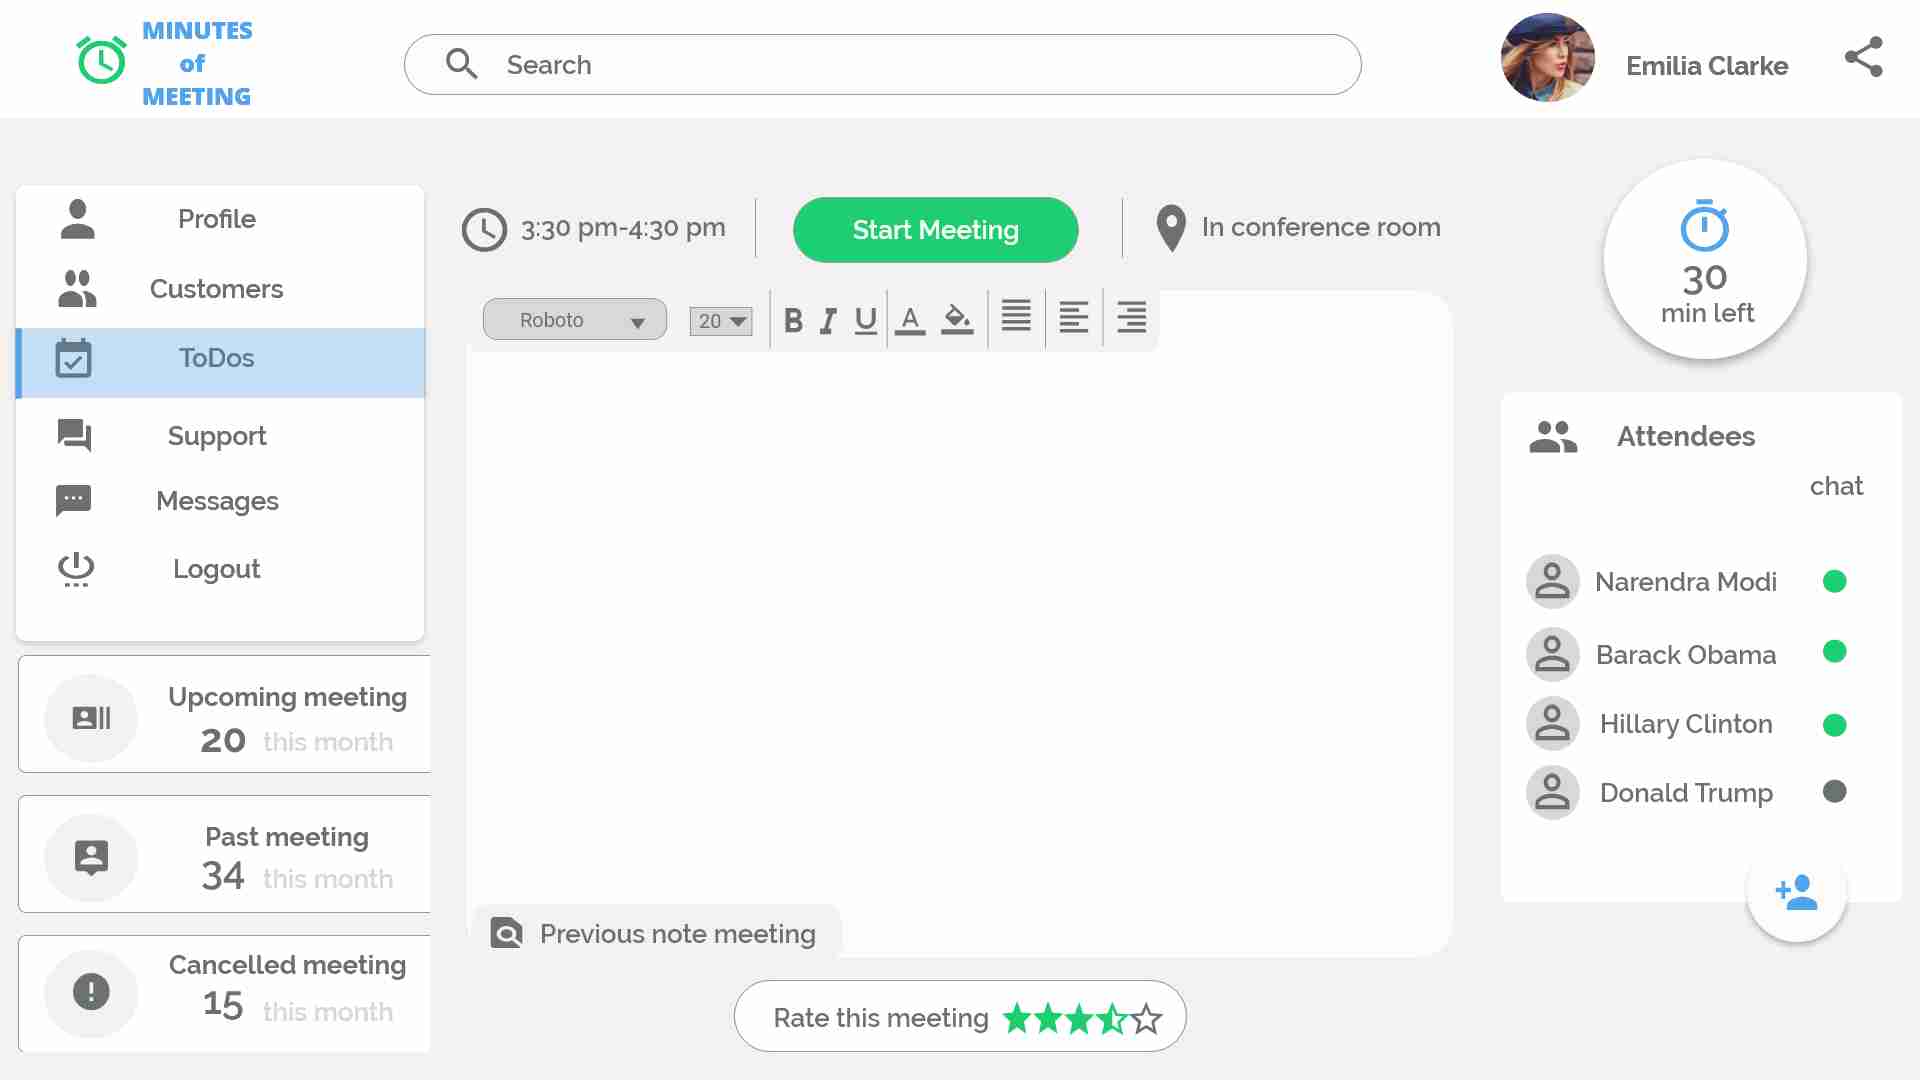 MINUTES
of
MEETING
Search
Emilia Clarke
Profile
Customers
ToDos
Support
Messages
Logout
Upcoming meeting
20 this month
Past meeting
34 this month
Cancelled meeting
15 this month
3:30 pm-4:30 pm
Start Meeting
In conference room
Roboto 20 B I U A
Previous note meeting
Rate this meeting
30
min left
Attendees
chat
Narendra Modi
Barack Obama
Hillary Clinton
Donald Trump